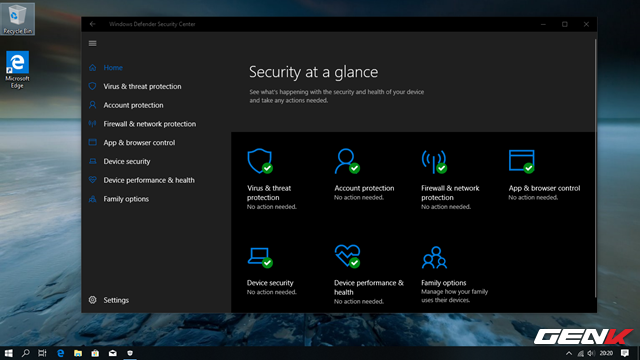 Recycle Bin
Microsoft
Edge
Windows Defender Security Center
Home
Virus & threat protection
Account protection
Firewall & network protection
App & browser control
Device security
Device performance & health
Family options
Settings
Security at a glance
See what's happening with the security and health of your device
and take any actions needed.
Virus & threat
protection
No action needed.
Account protection
No action needed.
Firewall & network
protection
No action needed.
App & browser control
No action needed.
Device security
No action needed.
Device performance &
health
No action needed.
Family options
Manage how your family
uses their devices.
GENK
20:20